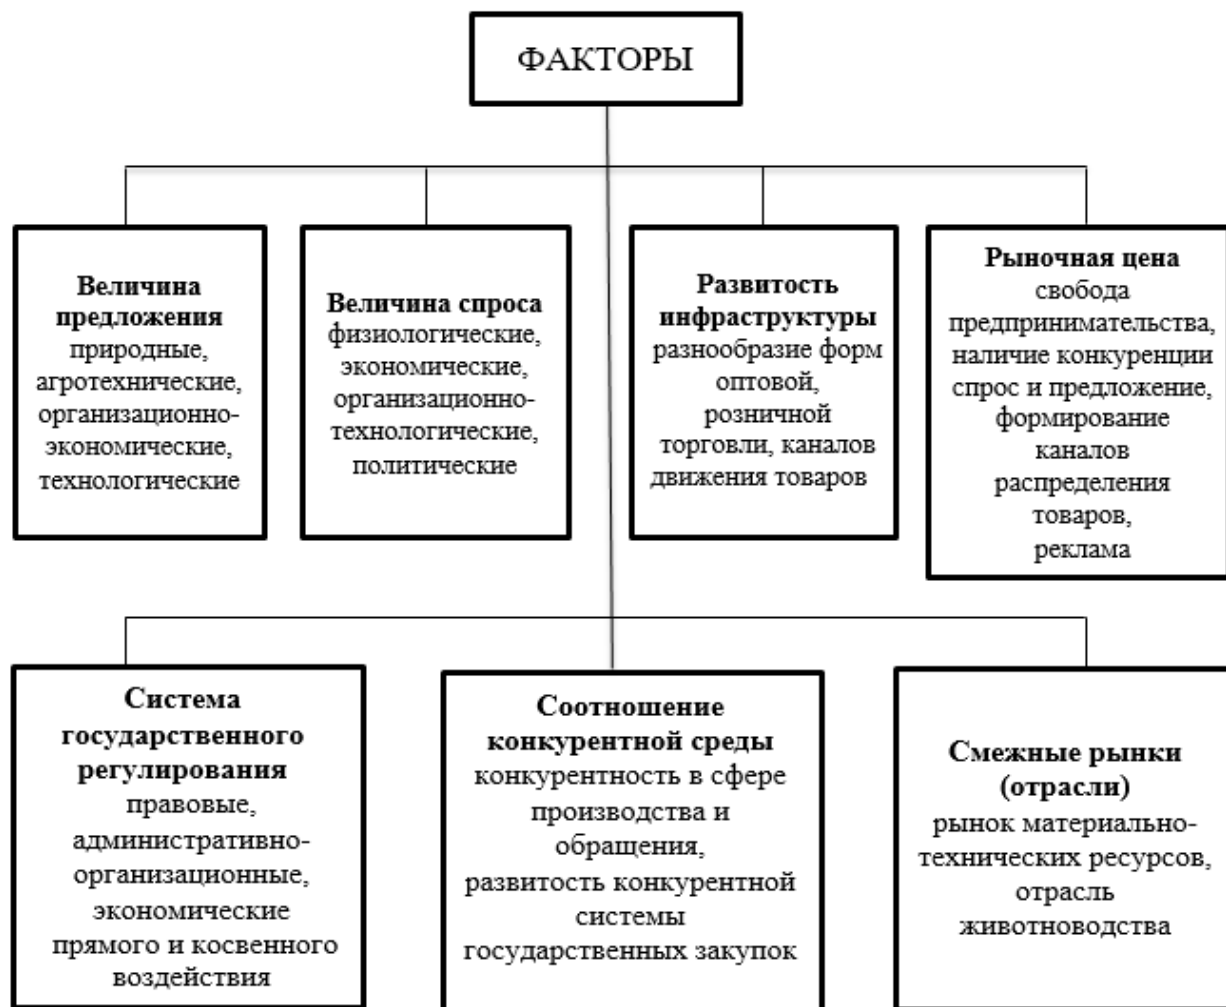 ФАКТОРЫ
Величина
предложения
природные,
агротехнические,
организационно-
экономические,
технологические
Величина спроса
физиологические,
экономические,
организационно-
технологические,
политические
Развитость
инфраструктуры
разнообразие форм
оптовой,
розничной
торговли, каналов
движения товаров
Рыночная цена
свобода
предпринимательства,
наличие конкуренции
спрос и предложение,
формирование
каналов
распределения
товаров,
реклама
Система
государственного
регулирования
правовые,
административно-
организационные,
экономические
прямого и косвенного
воздействия
Соотношение
конкурентной среды
конкурентность в сфере
производства и
обращения,
развитость конкурентной
системы
государственных закупок
Смежные рынки
(отрасли)
рынок материально-
технических ресурсов,
отрасль
животноводства